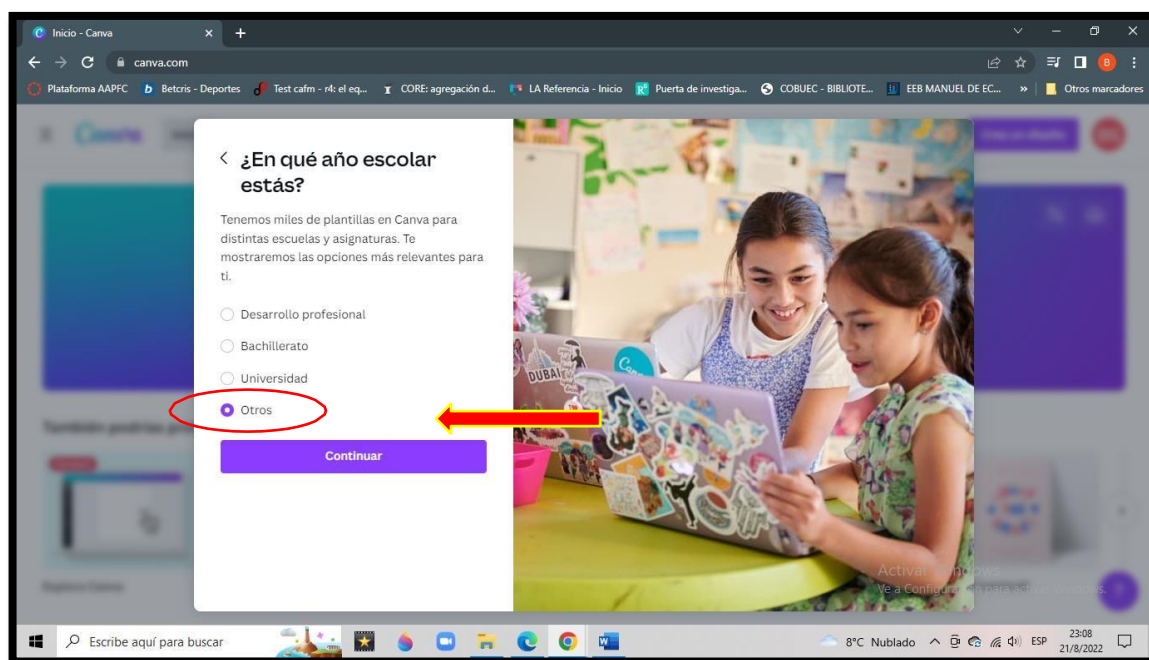 Inicio - Canva
canva.com
B
Plataforma AAPFC
Betcris - Deportes
Test cafm - r4: el eq...
CORE: agregación d...
LA Referencia - Inicio
Puerta de investiga...
COBUEC - BIBLIOTE...
EEB MANUEL DE EC...
»
Otros marcadores
Canva
¿En qué año escolar
estás?
Tenemos miles de plantillas en Canva para
distintas escuelas y asignaturas. Te
mostraremos las opciones más relevantes para
ti.
Desarrollo profesional
Bachillerato
Universidad
Otros
Continuar
DUBAI
Canva
Escribe aquí para buscar
8°C Nublado
ESP
23:08
21/8/2022